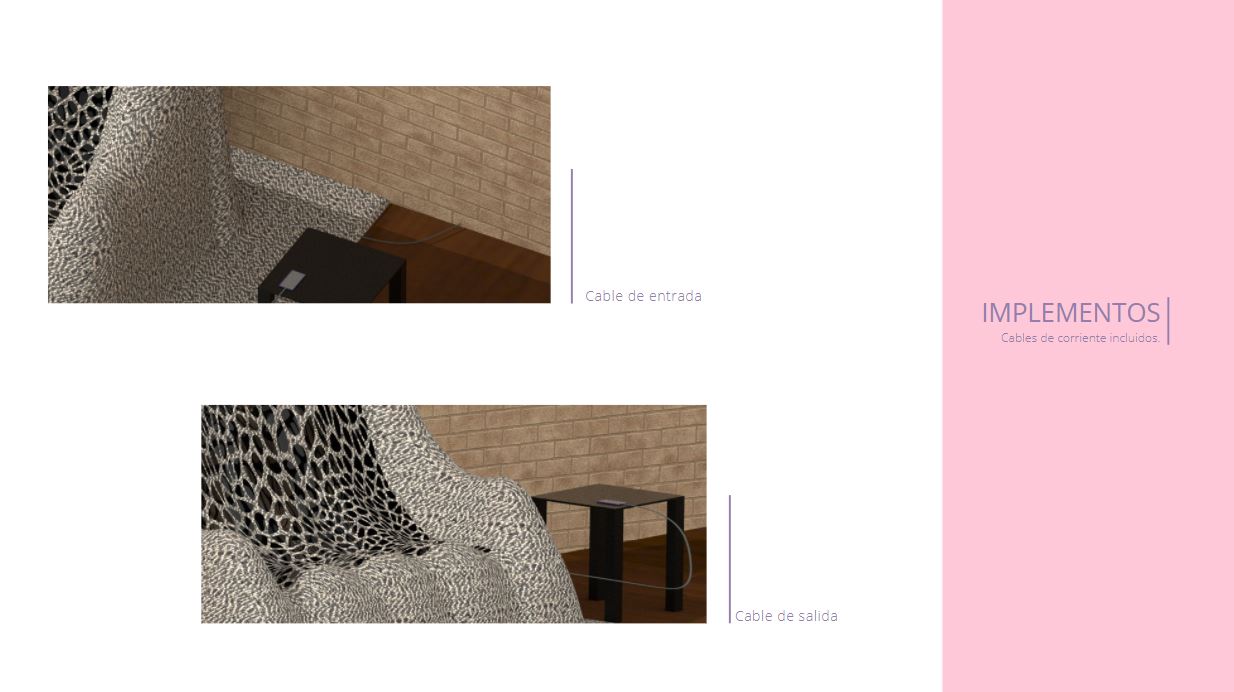 Cable de entrada
IMPLEMENTOS
Cables de corriente incluidos.
Cable de salida